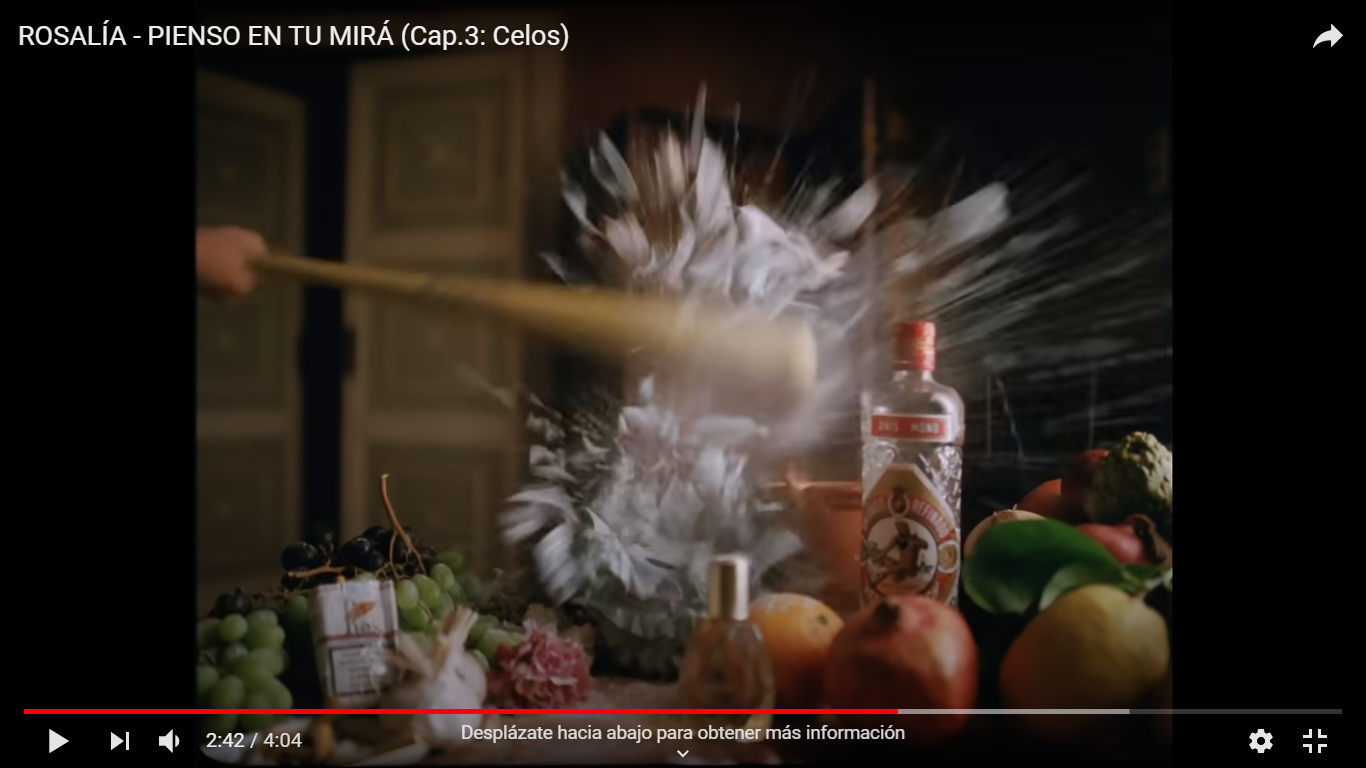 ROSALÍA - PIENSO EN TU MIRÁ (Cap.3: Celos)
ANIS MONO
REFINADO
2:42 / 4:04
Desplázate hacia abajo para obtener más información